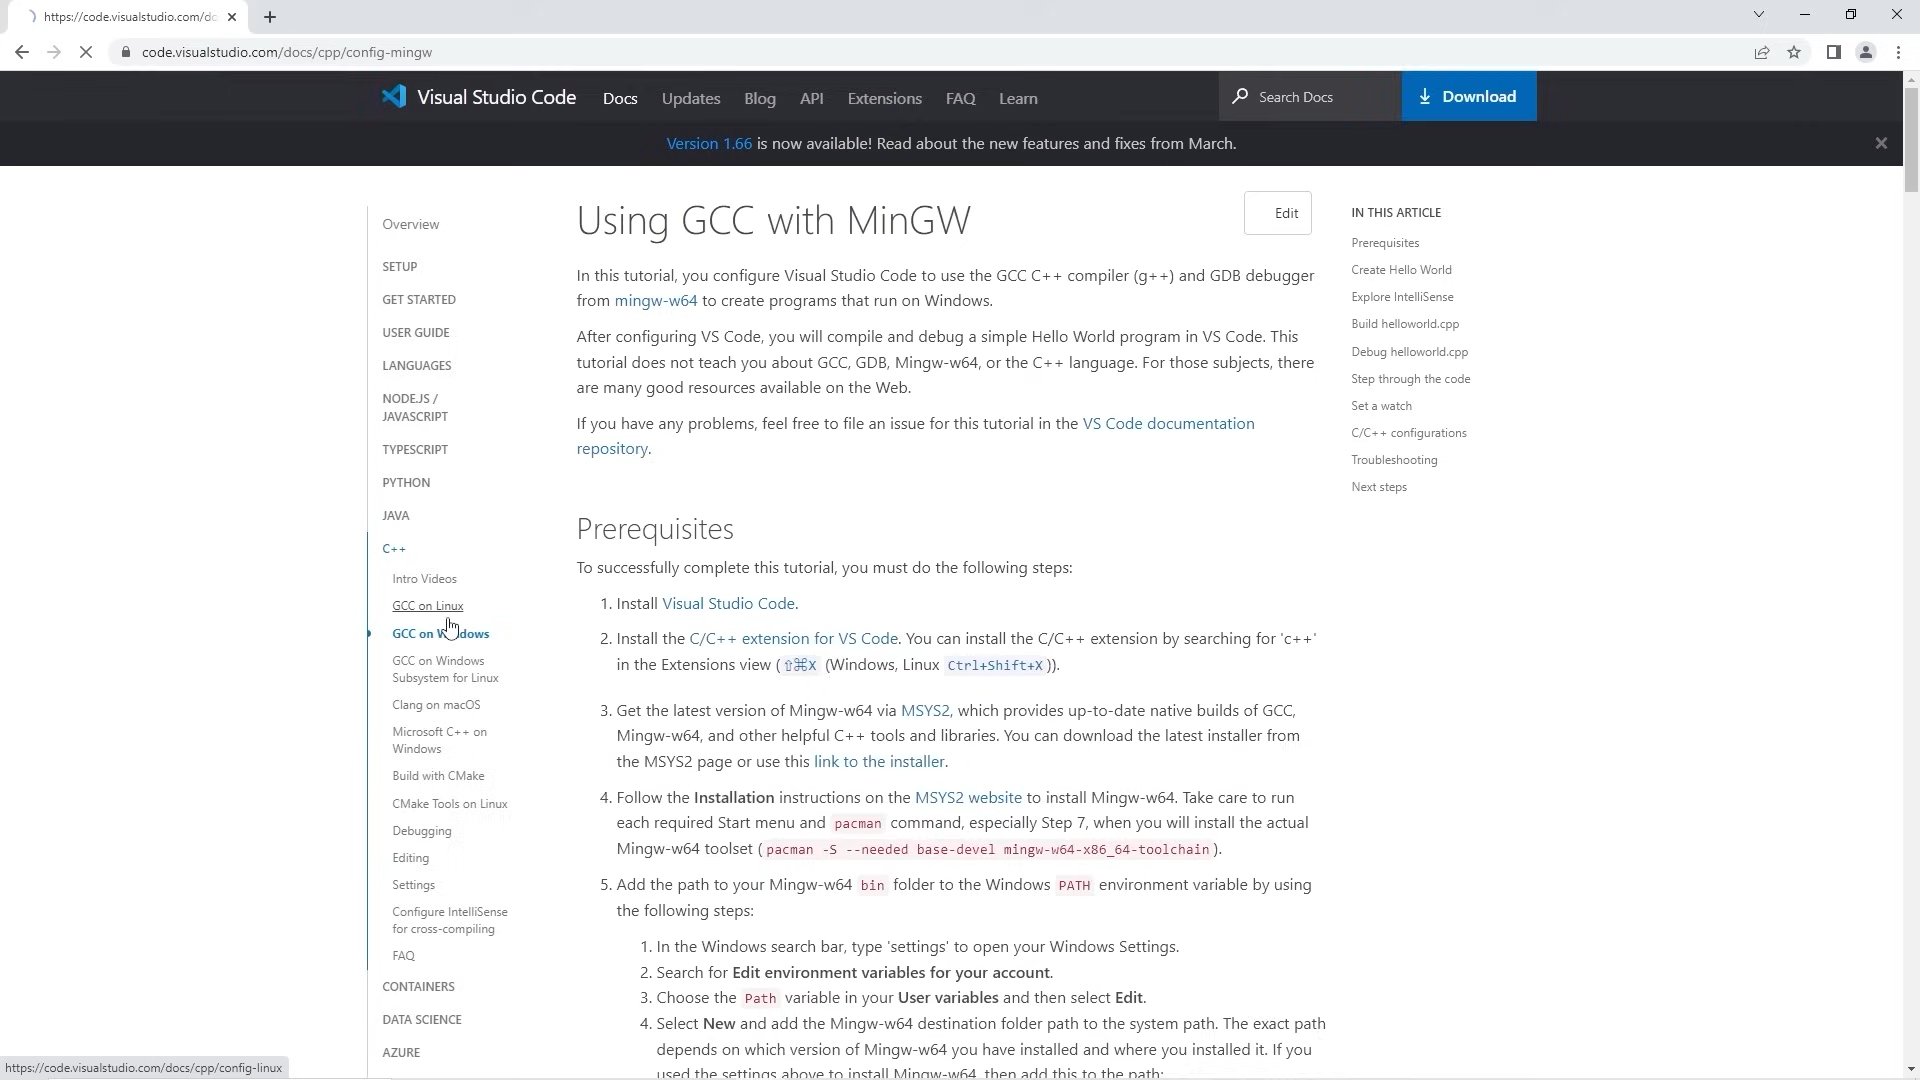 https://code.visualstudio.com/do
code.visualstudio.com/docs/cpp/config-mingw
Visual Studio Code
Docs
Updates
Blog
API
Extensions
FAQ
Learn
Search Docs
Download
Version 1.66 is now available! Read about the new features and fixes from March.
Overview
SETUP
GET STARTED
USER GUIDE
LANGUAGES
NODE.JS /
JAVASCRIPT
TYPESCRIPT
PYTHON
JAVA
C++
Intro Videos
GCC on Linux
GCC on Windows
GCC on Windows
Subsystem for Linux
Clang on macOS
Microsoft C++ on
Windows
Build with CMake
CMake Tools on Linux
Debugging
Editing
Settings
Configure IntelliSense
for cross-compiling
FAQ
CONTAINERS
DATA SCIENCE
AZURE
Using GCC with MinGW
Edit
In this tutorial, you configure Visual Studio Code to use the GCC C++ compiler (g++) and GDB debugger
from mingw-w64 to create programs that run on Windows.
After configuring VS Code, you will compile and debug a simple Hello World program in VS Code. This
tutorial does not teach you about GCC, GDB, Mingw-w64, or the C++ language. For those subjects, there
are many good resources available on the Web.
If you have any problems, feel free to file an issue for this tutorial in the VS Code documentation
repository.
Prerequisites
To successfully complete this tutorial, you must do the following steps:
1. Install Visual Studio Code.
2. Install the C/C++ extension for VS Code. You can install the C/C++ extension by searching for 'c++'
in the Extensions view (⇧⌘X (Windows, Linux Ctrl+Shift+X)).
3. Get the latest version of Mingw-w64 via MSYS2, which provides up-to-date native builds of GCC,
Mingw-w64, and other helpful C++ tools and libraries. You can download the latest installer from
the MSYS2 page or use this link to the installer.
4. Follow the Installation instructions on the MSYS2 website to install Mingw-w64. Take care to run
each required Start menu and pacman command, especially Step 7, when you will install the actual
Mingw-w64 toolset (pacman -S --needed base-devel mingw-w64-x86_64-toolchain).
5. Add the path to your Mingw-w64 bin folder to the Windows PATH environment variable by using
the following steps:
1. In the Windows search bar, type 'settings' to open your Windows Settings.
2. Search for Edit environment variables for your account.
3. Choose the Path variable in your User variables and then select Edit.
4. Select New and add the Mingw-w64 destination folder path to the system path. The exact path
depends on which version of Mingw-w64 you have installed and where you installed it. If you
used the settings above to install Mingw-w64, then add this to the path:
IN THIS ARTICLE
Prerequisites
Create Hello World
Explore IntelliSense
Build helloworld.cpp
Debug helloworld.cpp
Step through the code
Set a watch
C/C++ configurations
Troubleshooting
Next steps
https://code.visualstudio.com/docs/cpp/config-linux